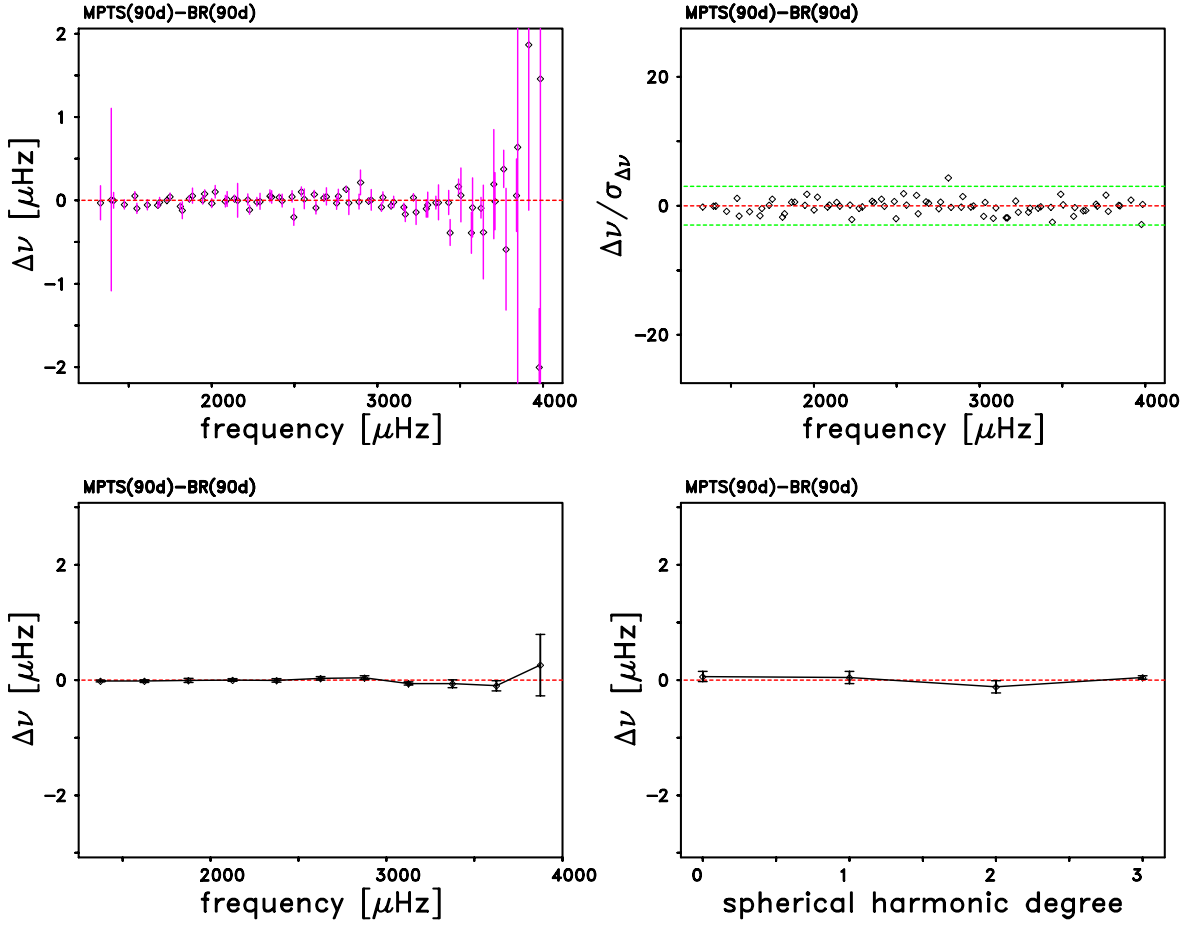 MPTS(90d)−BR(90d)
2
1
0
−1
−2
Δν [μHz]
2000 3000 4000
frequency [μHz]
MPTS(90d)−BR(90d)
20
0
−20
Δν/σΔν
2000 3000 4000
frequency [μHz]
MPTS(90d)−BR(90d)
2
0
−2
Δν [μHz]
2000 3000 4000
frequency [μHz]
MPTS(90d)−BR(90d)
2
0
−2
Δν [μHz]
0 1 2 3
spherical harmonic degree